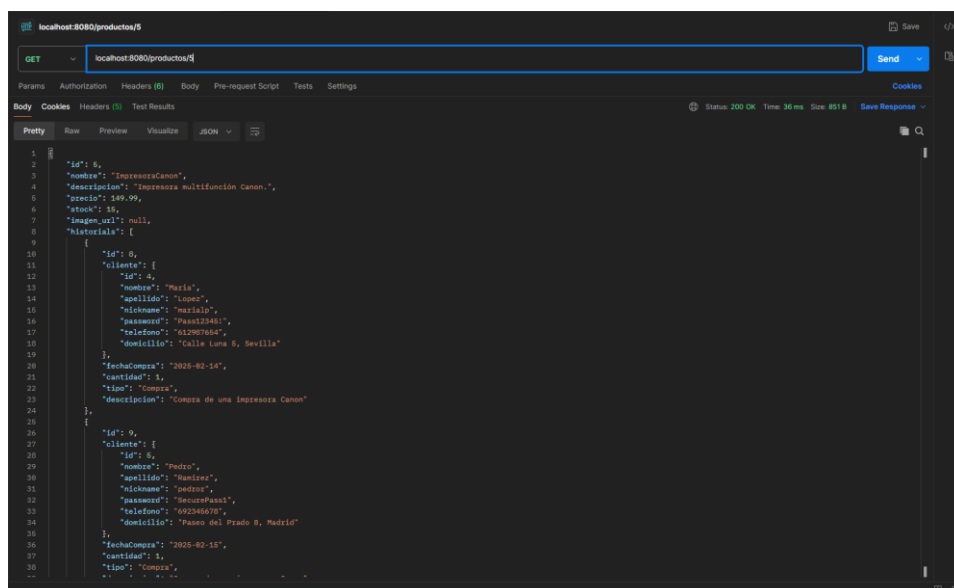 localhost:8080/productos/5
Save
GET
localhost:8080/productos/5
Send
Params Authorization Headers (6) Body Pre-request Script Tests Settings Cookies
Body Cookies Headers (5) Test Results Status: 200 OK Time: 36 ms Size: 851 B Save Response
Pretty Raw Preview Visualize JSON
1
2 "id": 5,
3 "nombre": "ImpresoraCanon",
4 "descripcion": "Impresora multifunción Canon.",
5 "precio": 149.99,
6 "stock": 15,
7 "imagen_url": null,
8 "historials": [
9 {
10 "id": 8,
11 "cliente": {
12 "id": 4,
13 "nombre": "Maria",
14 "apellido": "Lopez",
15 "nickname": "marialp",
16 "password": "Pass12345!",
17 "telefono": "612987654",
18 "domicilio": "Calle Luna 5, Sevilla"
19 },
20 "fechaCompra": "2025-02-14",
21 "cantidad": 1,
22 "tipo": "Compra",
23 "descripcion": "Compra de una impresora Canon"
24 },
25 {
26 "id": 9,
27 "cliente": {
28 "id": 5,
29 "nombre": "Pedro",
30 "apellido": "Ramirez",
31 "nickname": "pedror",
32 "password": "SecurePass1",
33 "telefono": "692345678",
34 "domicilio": "Paseo del Prado 8, Madrid"
35 },
36 "fechaCompra": "2025-02-15",
37 "cantidad": 1,
38 "tipo": "Compra",